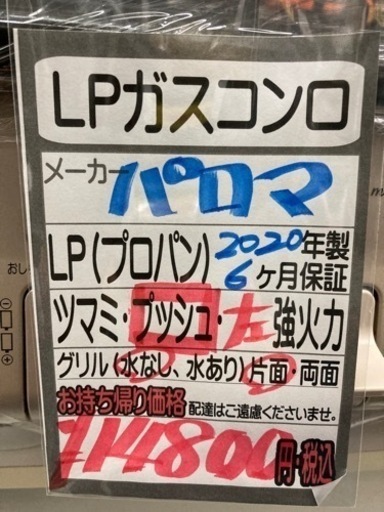 LPガスコンロ
メーカー パロマ
LP(プロパン) 2020年製
6ヶ月保証
ツマミ・プッシュ・左 強火力
グリル(水なし、水あり)片面・両面
お持ち帰り価格 配達はご遠慮くださいませ。
14800円・税込
おし